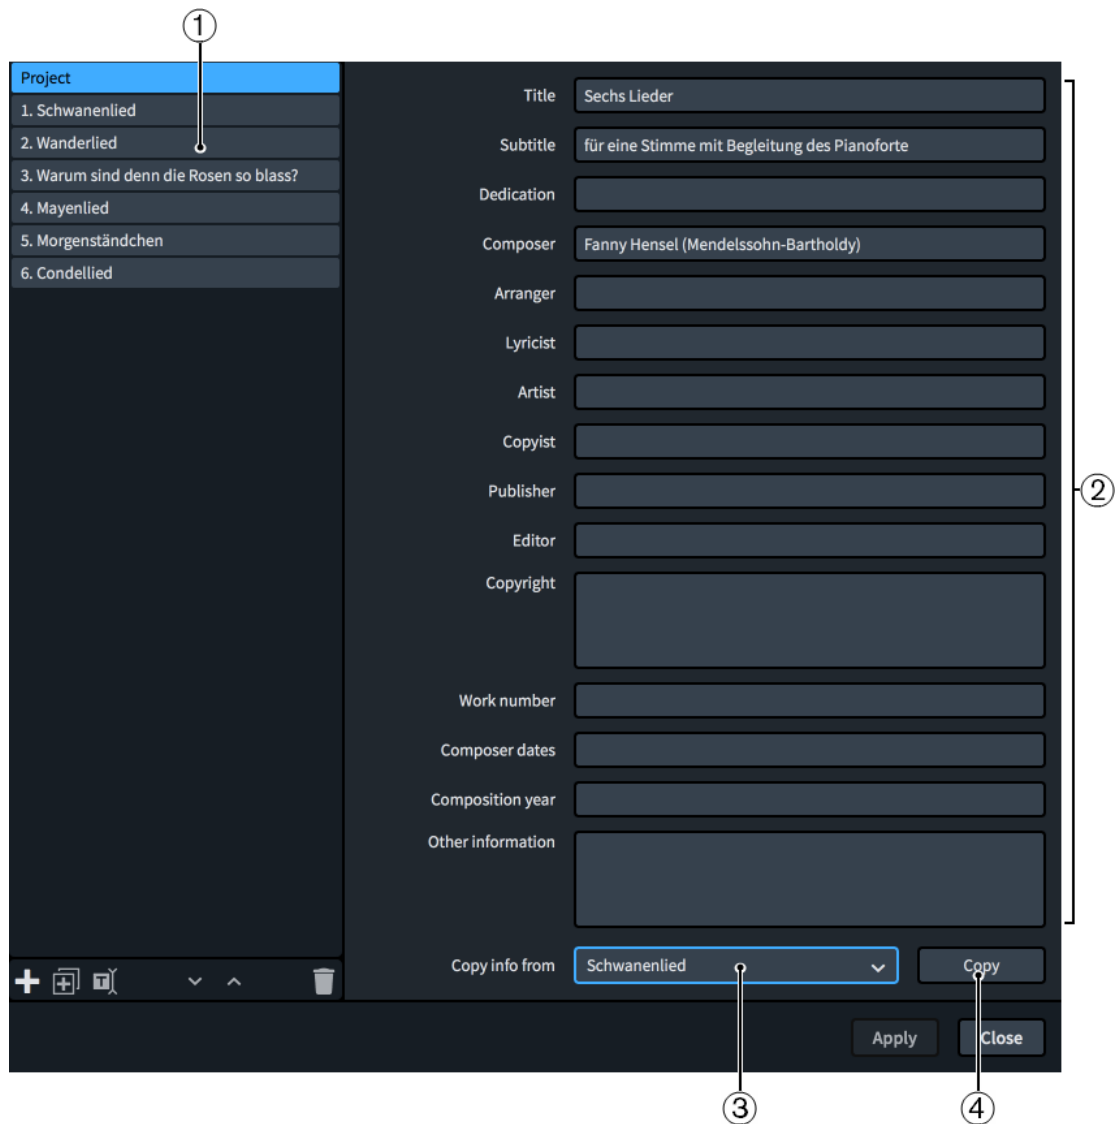 ①
Project
1. Schwanenlied
2. Wanderlied
3. Warum sind denn die Rosen so blass?
4. Mayenlied
5. Morgenständchen
6. Condellied
Title Sechs Lieder
Subtitle für eine Stimme mit Begleitung des Pianoforte
Dedication
Composer Fanny Hensel (Mendelssohn-Bartholdy)
Arranger
Lyricist
Artist
Copyist
Publisher
②
Editor
Copyright
Work number
Composer dates
Composition year
Other information
Copy info from Schwanenlied Copy
Apply Close
③ ④